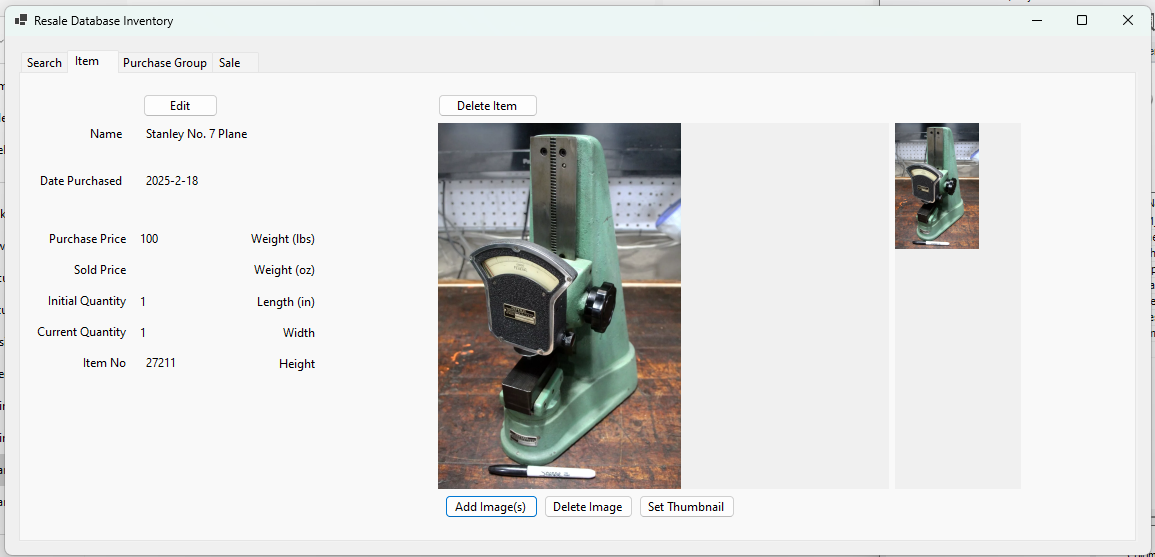 Resale Database Inventory
Search Item Purchase Group Sale
Edit Delete Item
Name Stanley No. 7 Plane
Date Purchased 2025-2-18
Purchase Price 100 Weight (lbs)
Sold Price Weight (oz)
Initial Quantity 1 Length (in)
Current Quantity 1 Width
Item No 27211 Height
Add Image(s) Delete Image Set Thumbnail